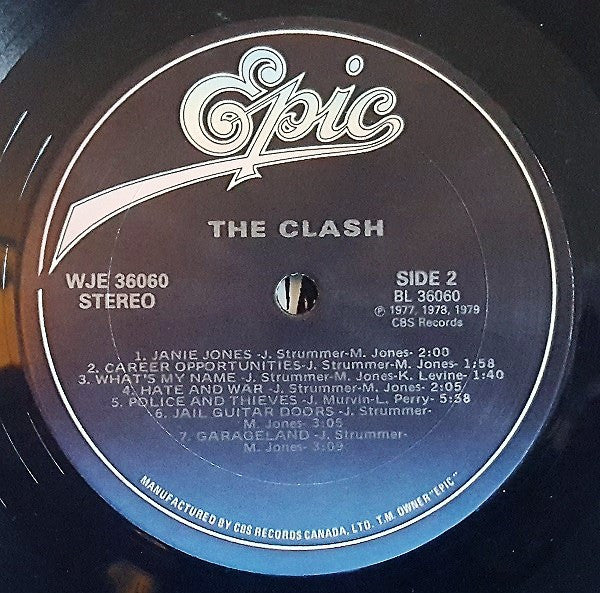 Epic
THE CLASH
WJE 36060
STEREO
SIDE 2
BL 36060
℗ 1977, 1978, 1979
CBS Records
1. JANIE JONES -J. Strummer-M. Jones- 2:00
2. CAREER OPPORTUNITIES-J. Strummer-M. Jones- 1:58
3. WHAT'S MY NAME -J. Strummer-M. Jones-K. Levine- 1:40
4. HATE AND WAR -J. Strummer-M. Jones- 2:05
5. POLICE AND THIEVES -J. Murvin-L. Perry- 5:58
6. JAIL GUITAR DOORS -J. Strummer-
M. Jones- 3:05
7. GARAGELAND -J. Strummer-
M. Jones- 3:09
MANUFACTURED BY CBS RECORDS CANADA, LTD. T.M. OWNER "EPIC"